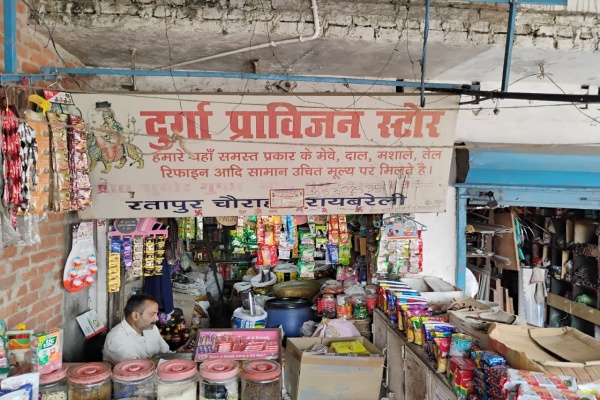 दुर्गा प्राविजन स्टोर
हमारे यहाँ समस्त प्रकार के मेवे, दाल, मशाले, तेल
रिफाइन आदि सामान उचित मूल्य पर मिलते है।
रतापुर चौराहा रायबरेली